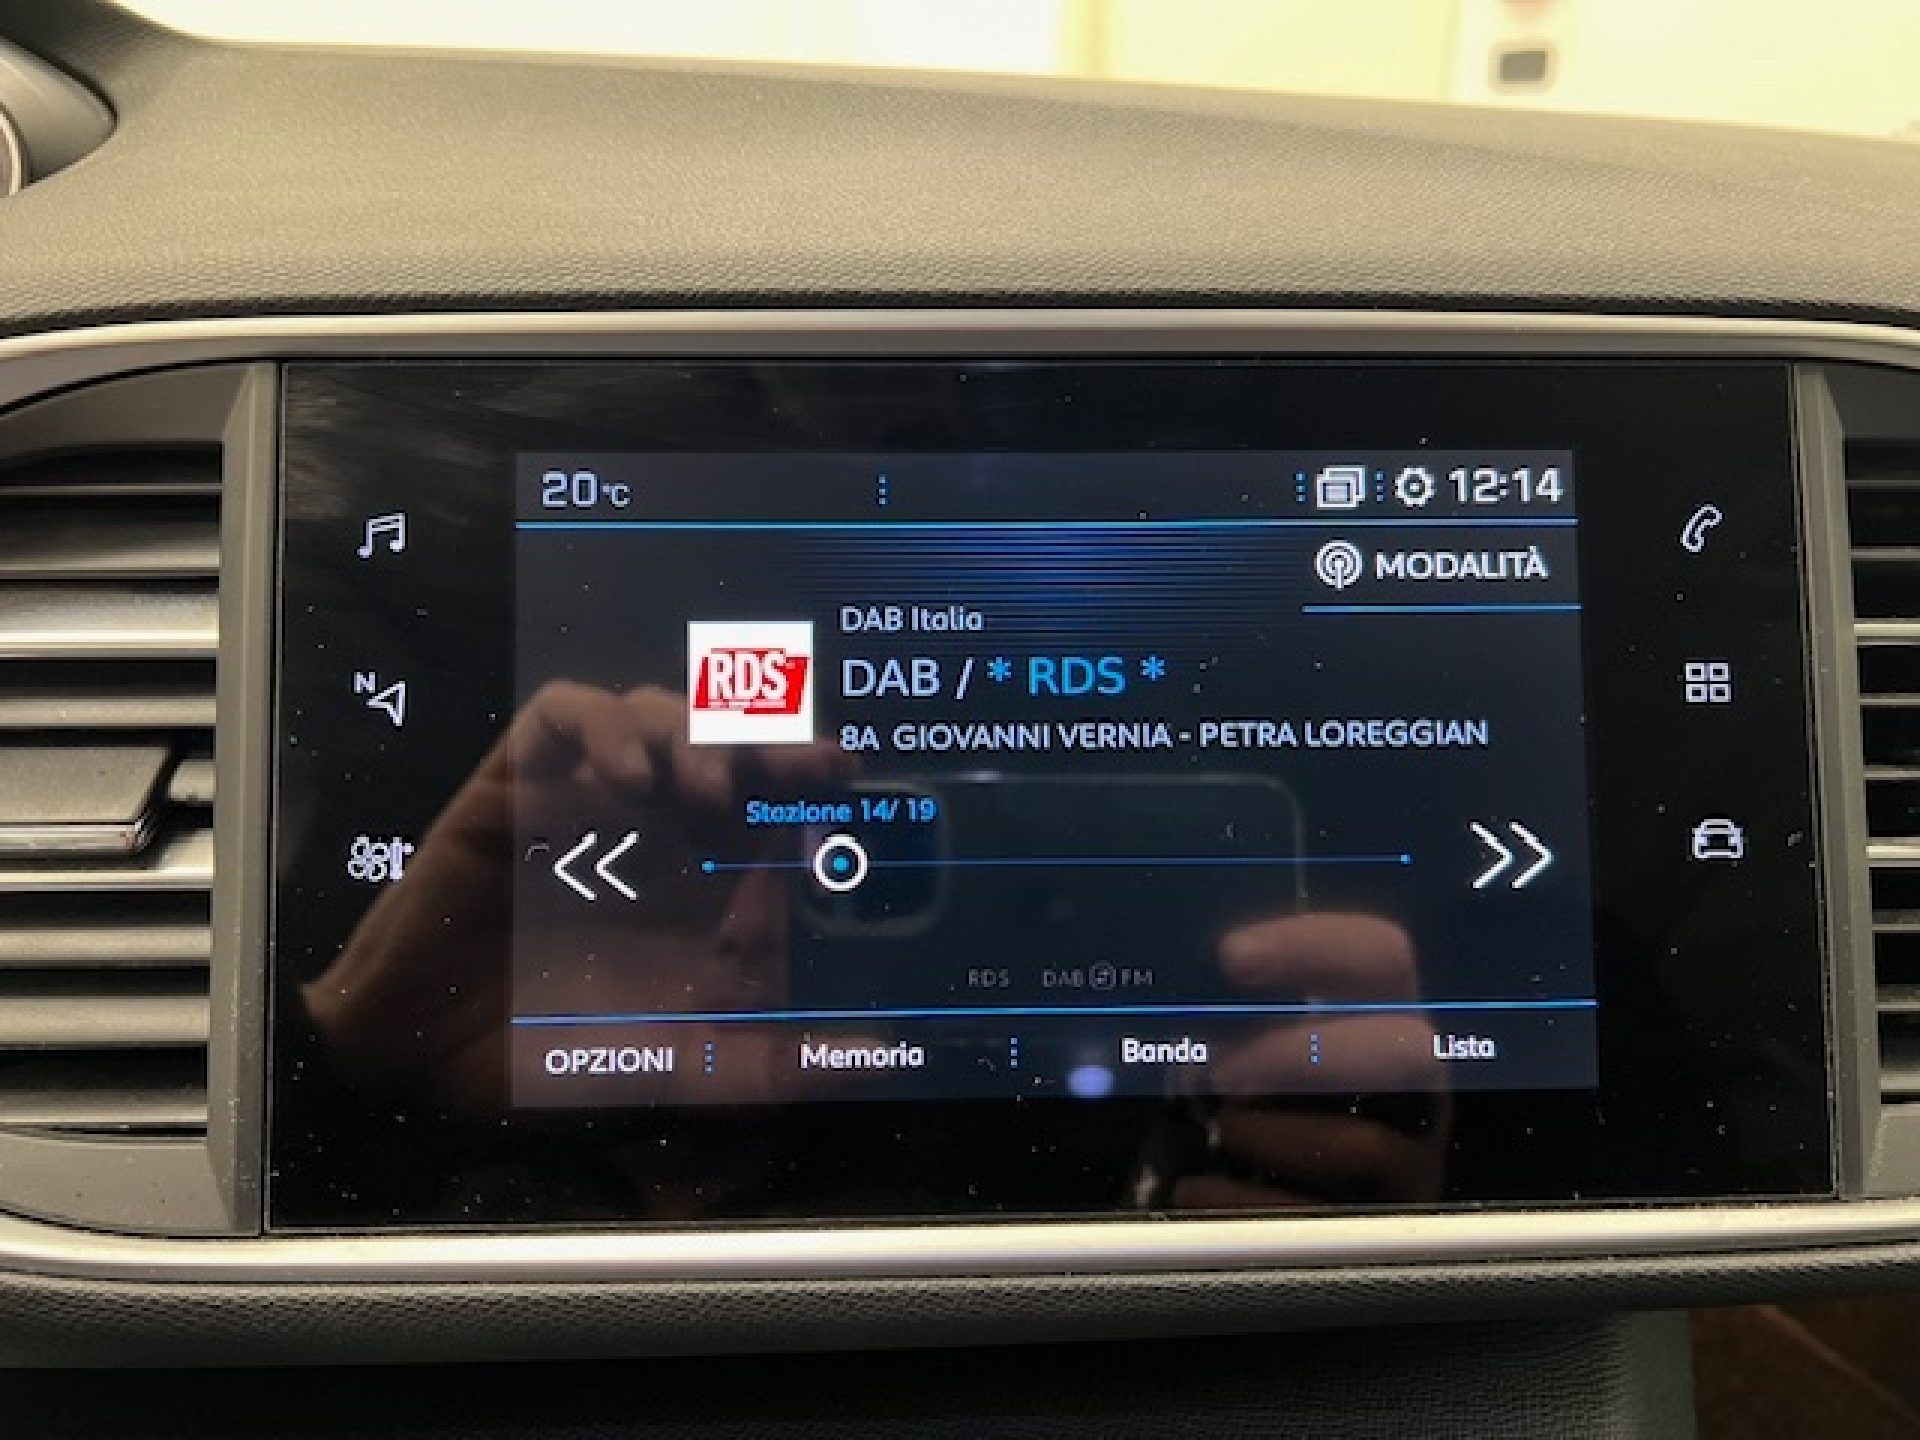 20°C
12:14
MODALITÀ
DAB Italia
RDS
DAB / * RDS *
8A GIOVANNI VERNIA - PETRA LOREGGIAN
N
Stazione 14/ 19
RDS DAB FM
OPZIONI Memoria Banda Lista